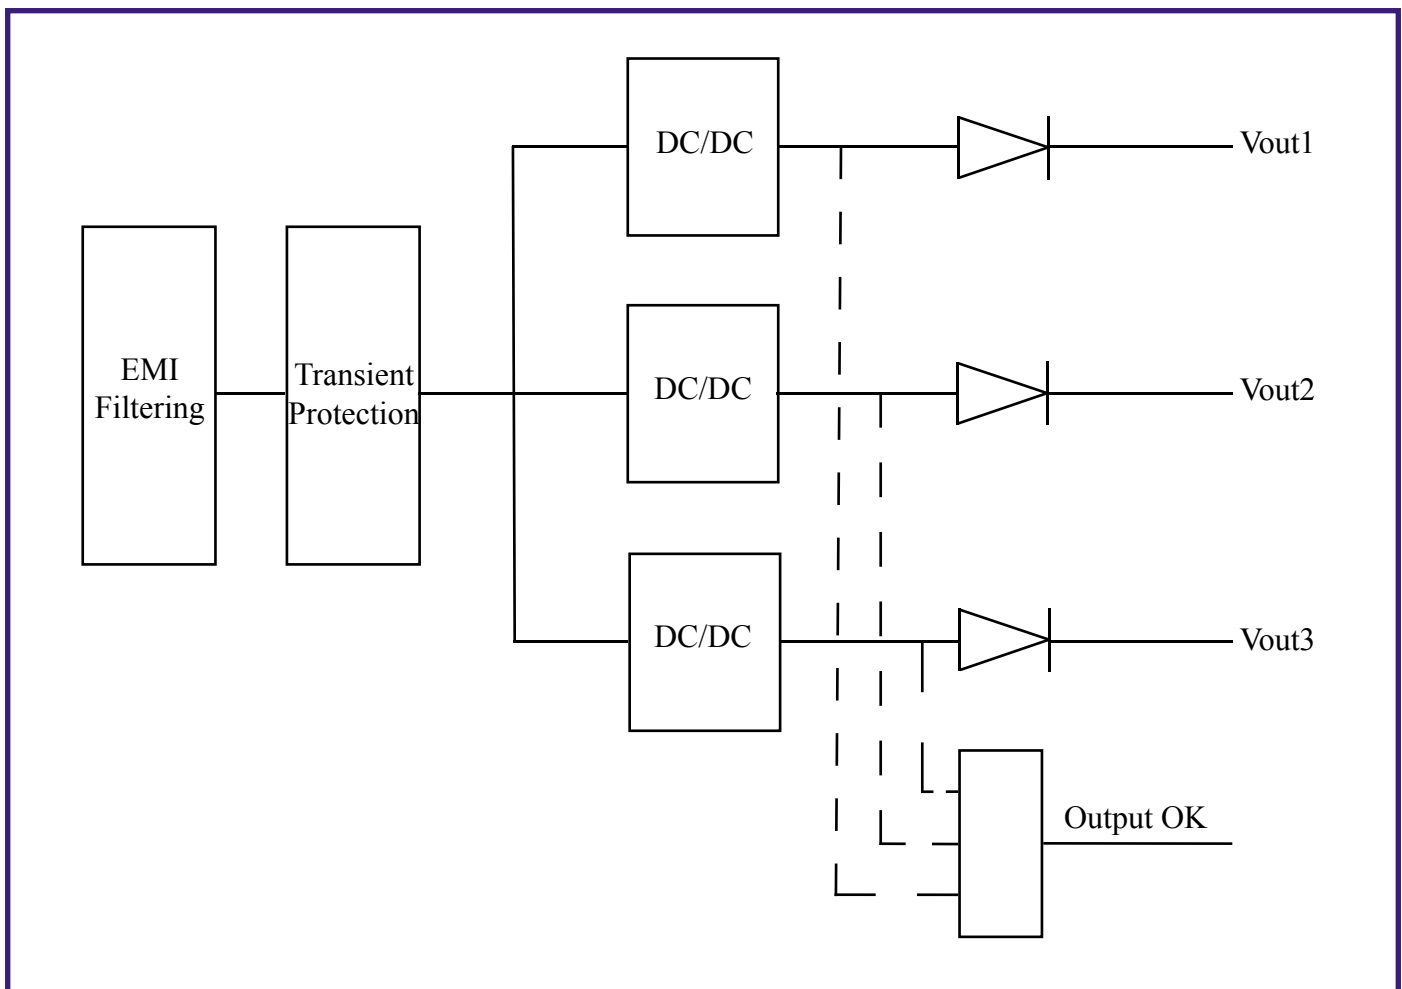 DC/DC
Vout1
EMI
Filtering
Transient
Protection
DC/DC
Vout2
DC/DC
Vout3
Output OK